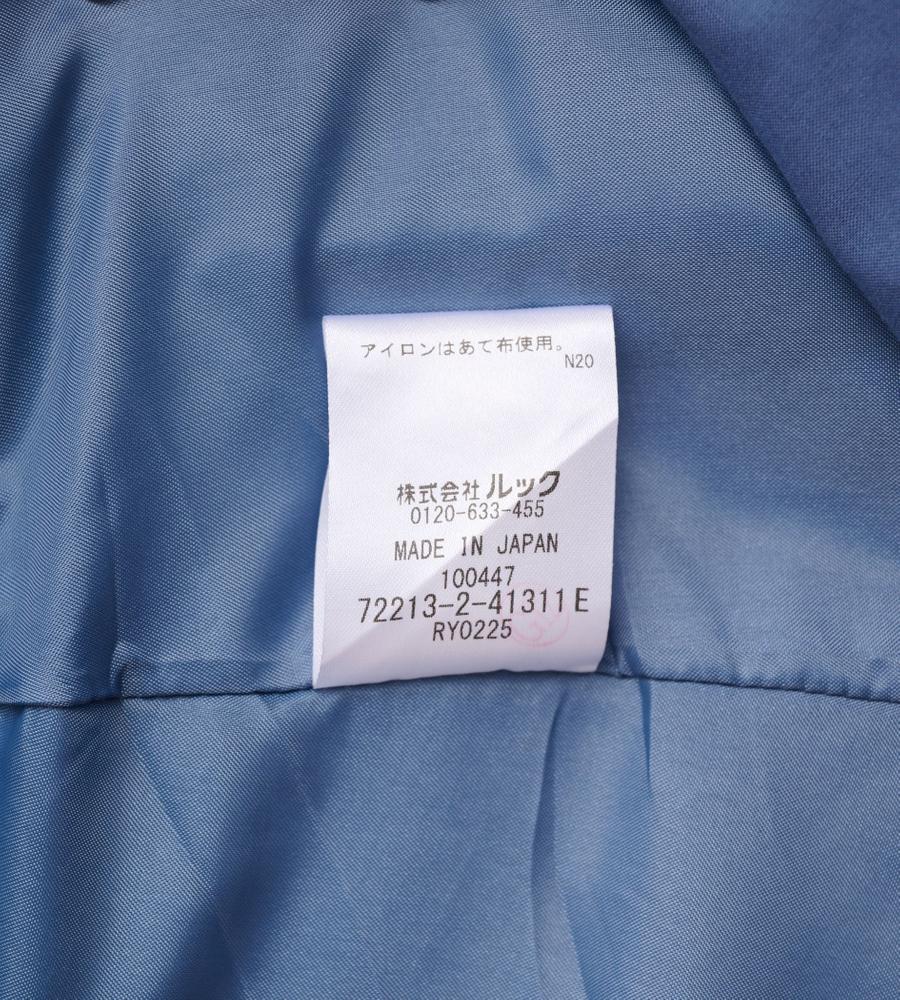 アイロンはあて布使用。
N20
株式会社ルック
0120-633-455
MADE IN JAPAN
100447
72213-2-41311E
RY0225